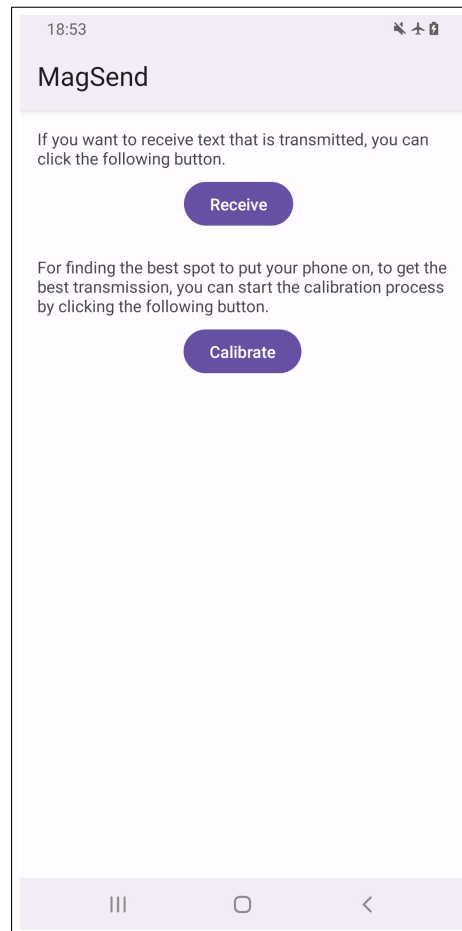 18:53
MagSend
If you want to receive text that is transmitted, you can
click the following button.
Receive
For finding the best spot to put your phone on, to get the
best transmission, you can start the calibration process
by clicking the following button.
Calibrate